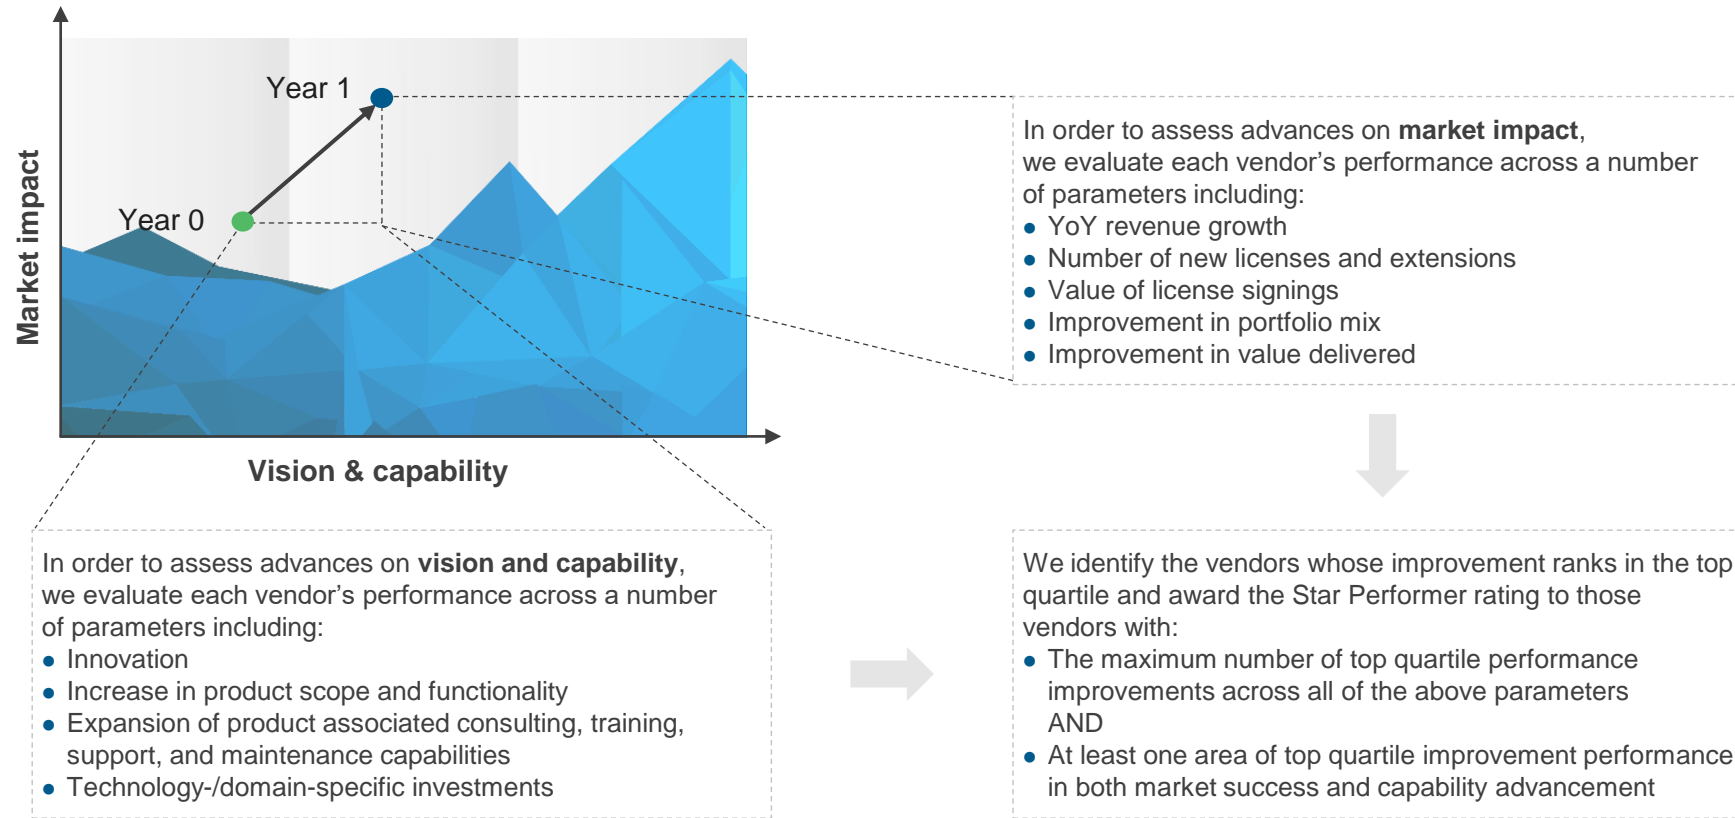 Year 1
Year 0
Market impact
Vision & capability
In order to assess advances on market impact,
we evaluate each vendor’s performance across a number
of parameters including:
● YoY revenue growth
● Number of new licenses and extensions
● Value of license signings
● Improvement in portfolio mix
● Improvement in value delivered
In order to assess advances on vision and capability,
we evaluate each vendor’s performance across a number
of parameters including:
● Innovation
● Increase in product scope and functionality
● Expansion of product associated consulting, training,
support, and maintenance capabilities
● Technology-/domain-specific investments
We identify the vendors whose improvement ranks in the top
quartile and award the Star Performer rating to those
vendors with:
● The maximum number of top quartile performance
improvements across all of the above parameters
AND
● At least one area of top quartile improvement performance
in both market success and capability advancement